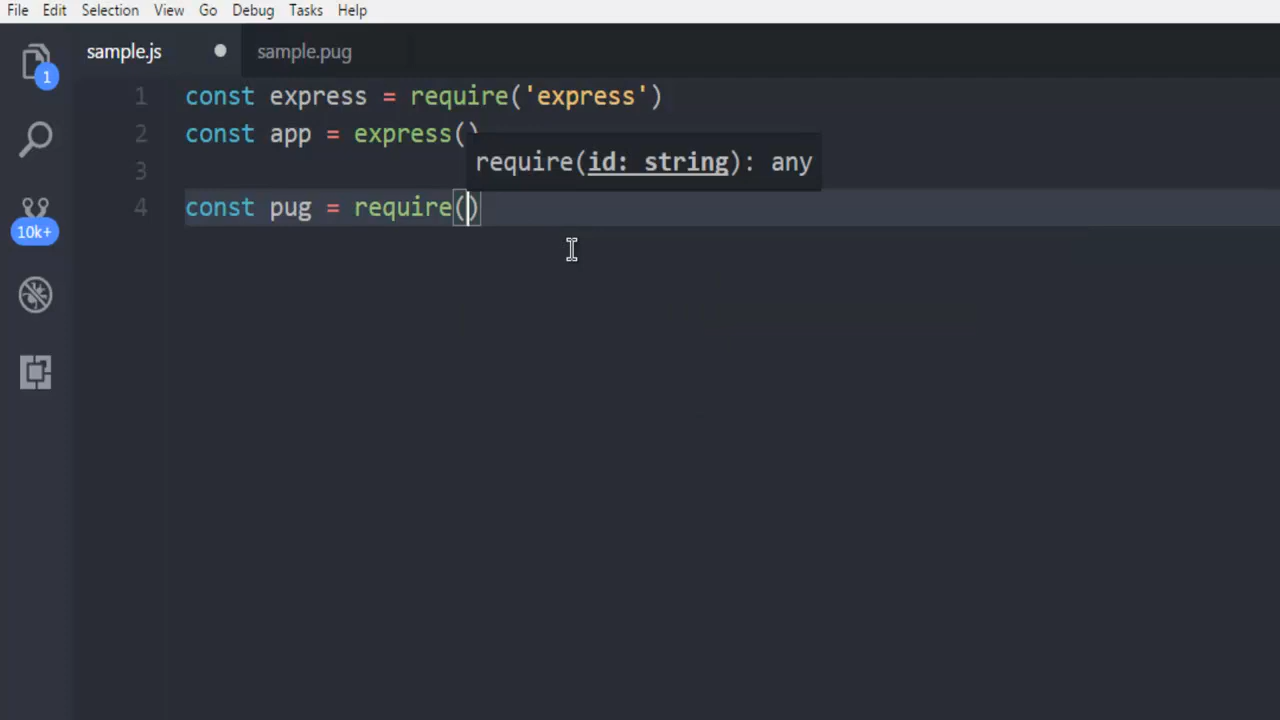 File Edit Selection View Go Debug Tasks Help
sample.js sample.pug
1
1 const express = require('express')
2 const app = express()
require(id: string): any
3
4 const pug = require()
10k+